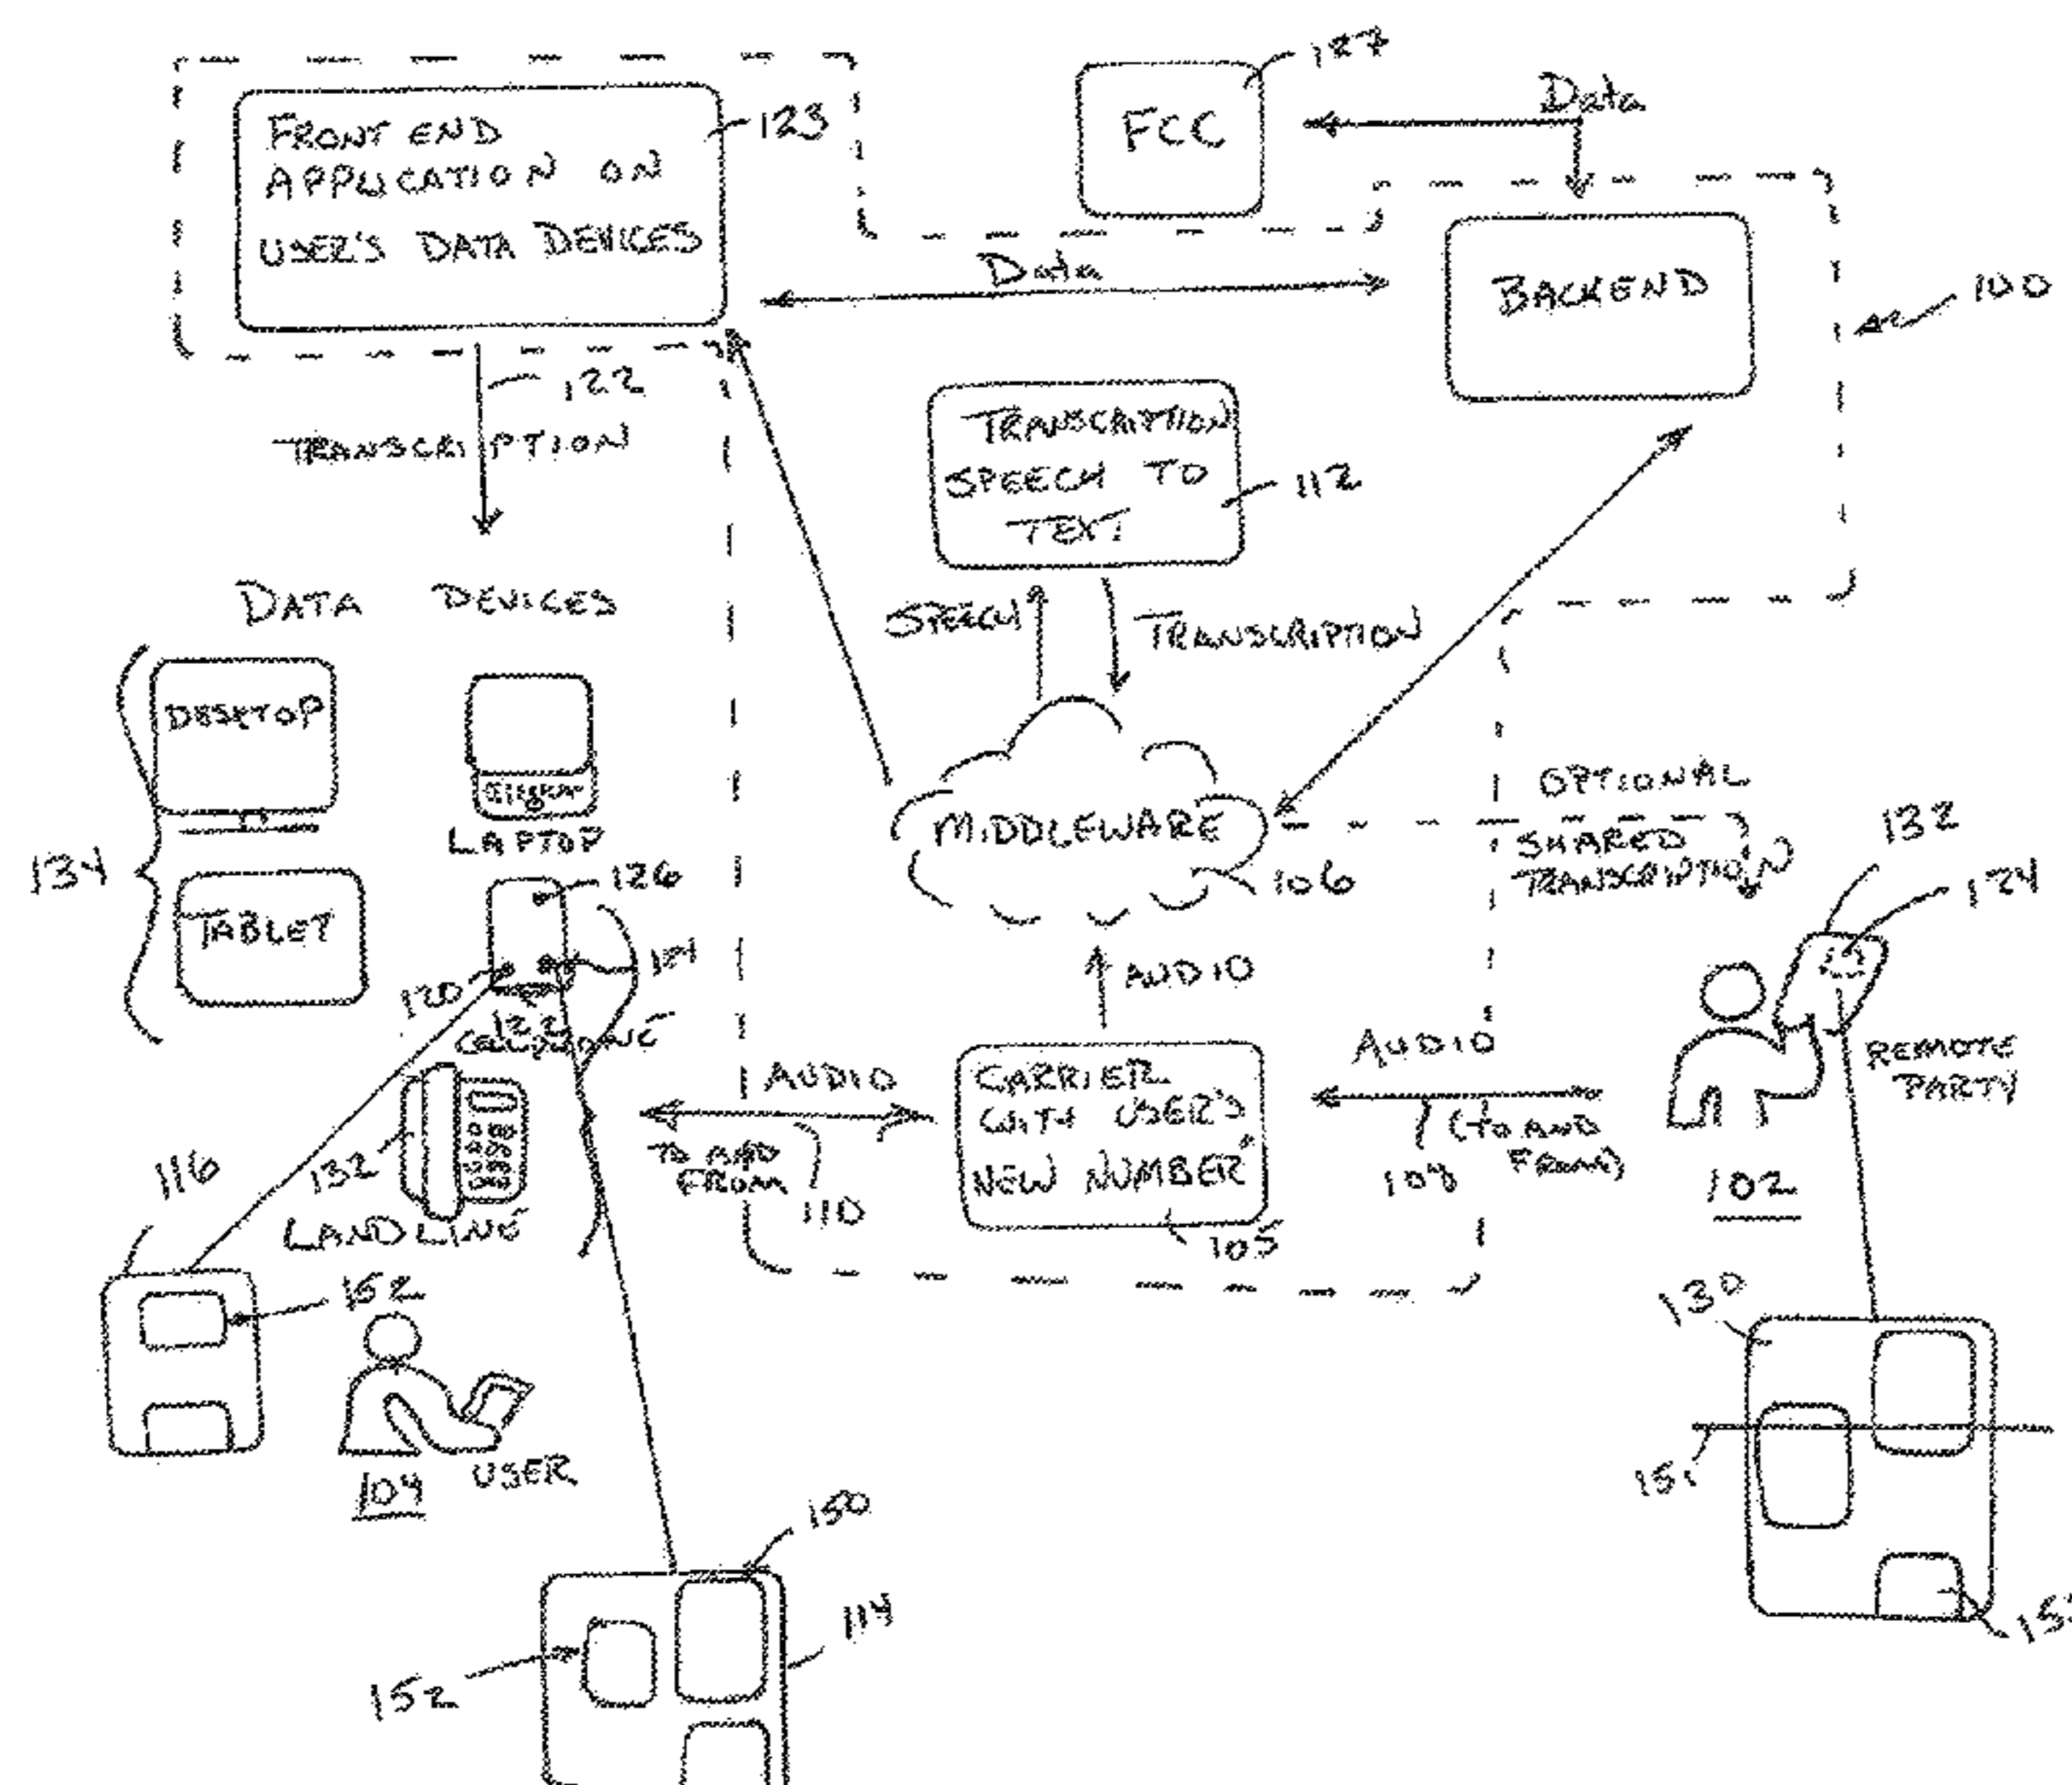 127
Data
FRONT END
APPLICATION ON
USER'S DATA DEVICES
123
FCC
Data
BACKEND
100
122
TRANSCRIPTION
TRANSCRIPTION
SPEECH TO
TEXT
112
DATA DEVICES
SPEECH
TRANSCRIPTION
DESKTOP
LAPTOP
OPTIONAL
SHARED
TRANSCRIPTION
MIDDLEWARE
106
132
124
134
TABLET
126
120
122
CELLPHONE
AUDIO
REMOTE
PARTY
102
AUDIO
(TO AND
FROM)
108
AUDIO
TO AND
FROM
110
CARRIER
WITH USER'S
NEW NUMBER"
105
132
LANDLINE
116
152
104
USER
130
151
150
114
152